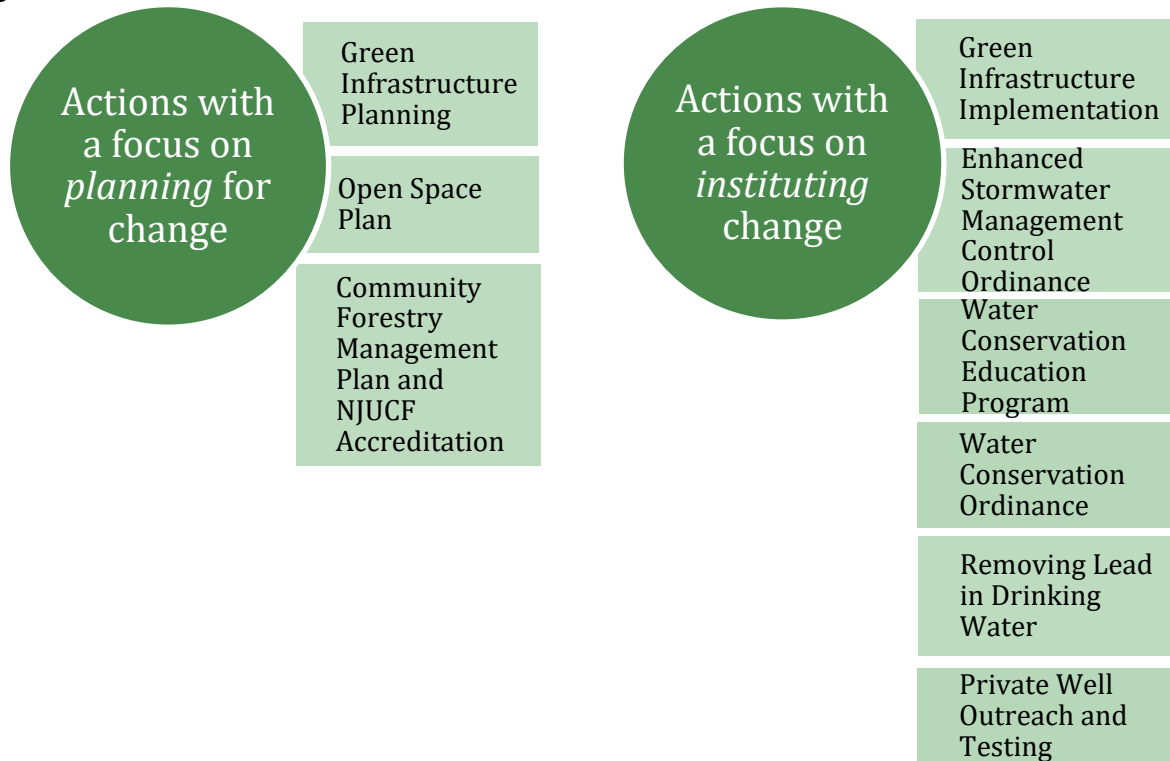 Actions with
a focus on
planning for
change
Green
Infrastructure
Planning
Open Space
Plan
Community
Forestry
Management
Plan and
NJUCF
Accreditation
Actions with
a focus on
instituting
change
Green
Infrastructure
Implementation
Enhanced
Stormwater
Management
Control
Ordinance
Water
Conservation
Education
Program
Water
Conservation
Ordinance
Removing Lead
in Drinking
Water
Private Well
Outreach and
Testing